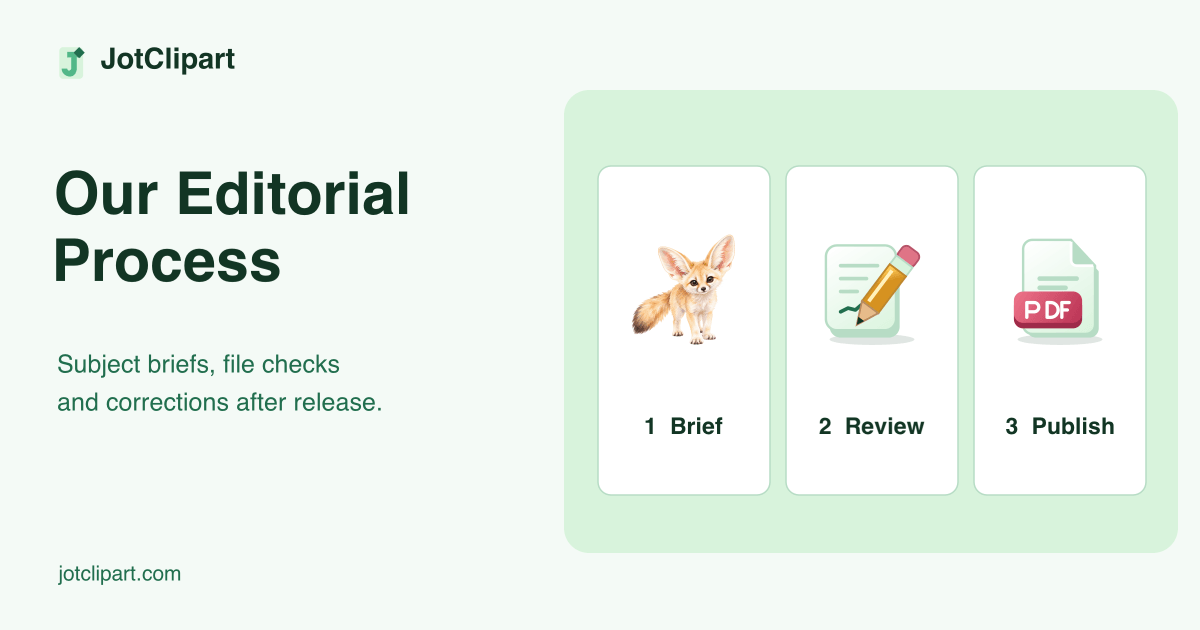 JotClipart
Our Editorial
Process
Subject briefs, file checks
and corrections after release.
PDF
1 Brief
2 Review
3 Publish
jotclipart.com